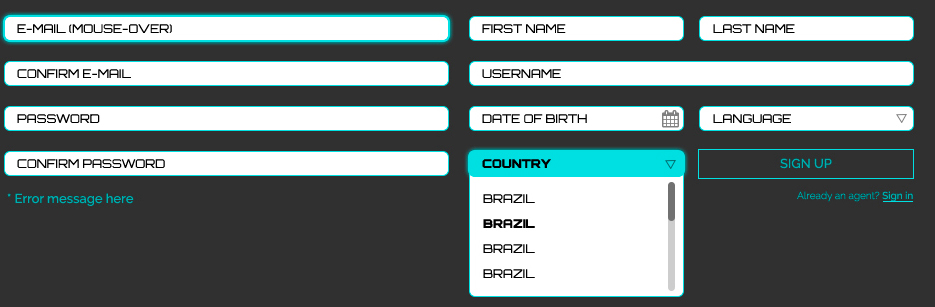 E-MAIL (MOUSE-OVER)
FIRST NAME
LAST NAME
CONFIRM E-MAIL
USERNAME
PASSWORD
DATE OF BIRTH
LANGUAGE
CONFIRM PASSWORD
COUNTRY
SIGN UP
* Error message here
Already an agent? Sign in
BRAZIL
BRAZIL
BRAZIL
BRAZIL